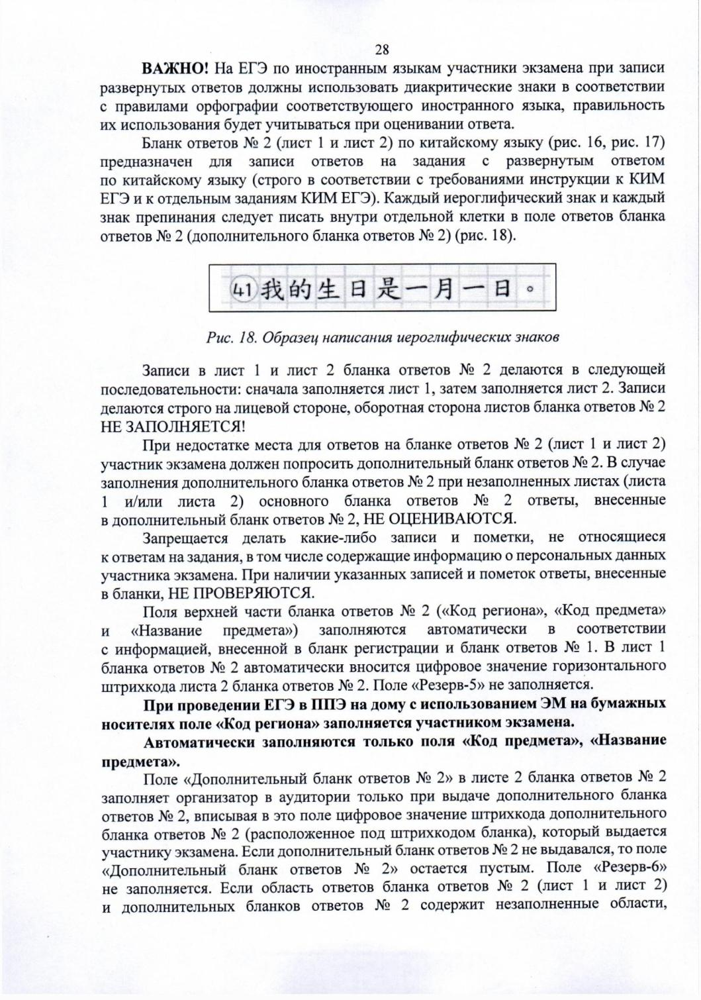 28
ВАЖНО! На ЕГЭ по иностранным языкам участники экзамена при записи
развернутых ответов должны использовать диакритические знаки в соответствии
с правилами орфографии соответствующего иностранного языка, правильность
их использования будет учитываться при оценивании ответа.
Бланк ответов № 2 (лист 1 и лист 2) по китайскому языку (рис. 16, рис. 17)
предназначен для записи ответов на задания с развернутым ответом
по китайскому языку (строго в соответствии с требованиями инструкции к КИМ
ЕГЭ и к отдельным заданиям КИМ ЕГЭ). Каждый иероглифический знак и каждый
знак препинания следует писать внутри отдельной клетки в поле ответов бланка
ответов № 2 (дополнительного бланка ответов № 2) (рис. 18).
41 我的生日是一月一日。
Рис. 18. Образец написания иероглифических знаков
Записи в лист 1 и лист 2 бланка ответов № 2 делаются в следующей
последовательности: сначала заполняется лист 1, затем заполняется лист 2. Записи
делаются строго на лицевой стороне, оборотная сторона листов бланка ответов № 2
НЕ ЗАПОЛНЯЕТСЯ!
При недостатке места для ответов на бланке ответов № 2 (лист 1 и лист 2)
участник экзамена должен попросить дополнительный бланк ответов № 2. В случае
заполнения дополнительного бланка ответов № 2 при незаполненных листах (листа
1 и/или листа 2) основного бланка ответов № 2 ответы, внесенные
в дополнительный бланк ответов № 2, НЕ ОЦЕНИВАЮТСЯ.
Запрещается делать какие-либо записи и пометки, не относящиеся
к ответам на задания, в том числе содержащие информацию о персональных данных
участника экзамена. При наличии указанных записей и пометок ответы, внесенные
в бланки, НЕ ПРОВЕРЯЮТСЯ.
Поля верхней части бланка ответов № 2 («Код региона», «Код предмета»
и «Название предмета») заполняются автоматически в соответствии
с информацией, внесенной в бланк регистрации и бланк ответов № 1. В лист 1
бланка ответов № 2 автоматически вносится цифровое значение горизонтального
штрихкода листа 2 бланка ответов № 2. Поле «Резерв-5» не заполняется.
При проведении ЕГЭ в ППЭ на дому с использованием ЭМ на бумажных
носителях поле «Код региона» заполняется участником экзамена.
Автоматически заполняются только поля «Код предмета», «Название
предмета».
Поле «Дополнительный бланк ответов № 2» в листе 2 бланка ответов № 2
заполняет организатор в аудитории только при выдаче дополнительного бланка
ответов № 2, вписывая в это поле цифровое значение штрихкода дополнительного
бланка ответов № 2 (расположенное под штрихкодом бланка), который выдается
участнику экзамена. Если дополнительный бланк ответов № 2 не выдавался, то поле
«Дополнительный бланк ответов № 2» остается пустым. Поле «Резерв-6»
не заполняется. Если область ответов бланка ответов № 2 (лист 1 и лист 2)
и дополнительных бланков ответов № 2 содержит незаполненные области,